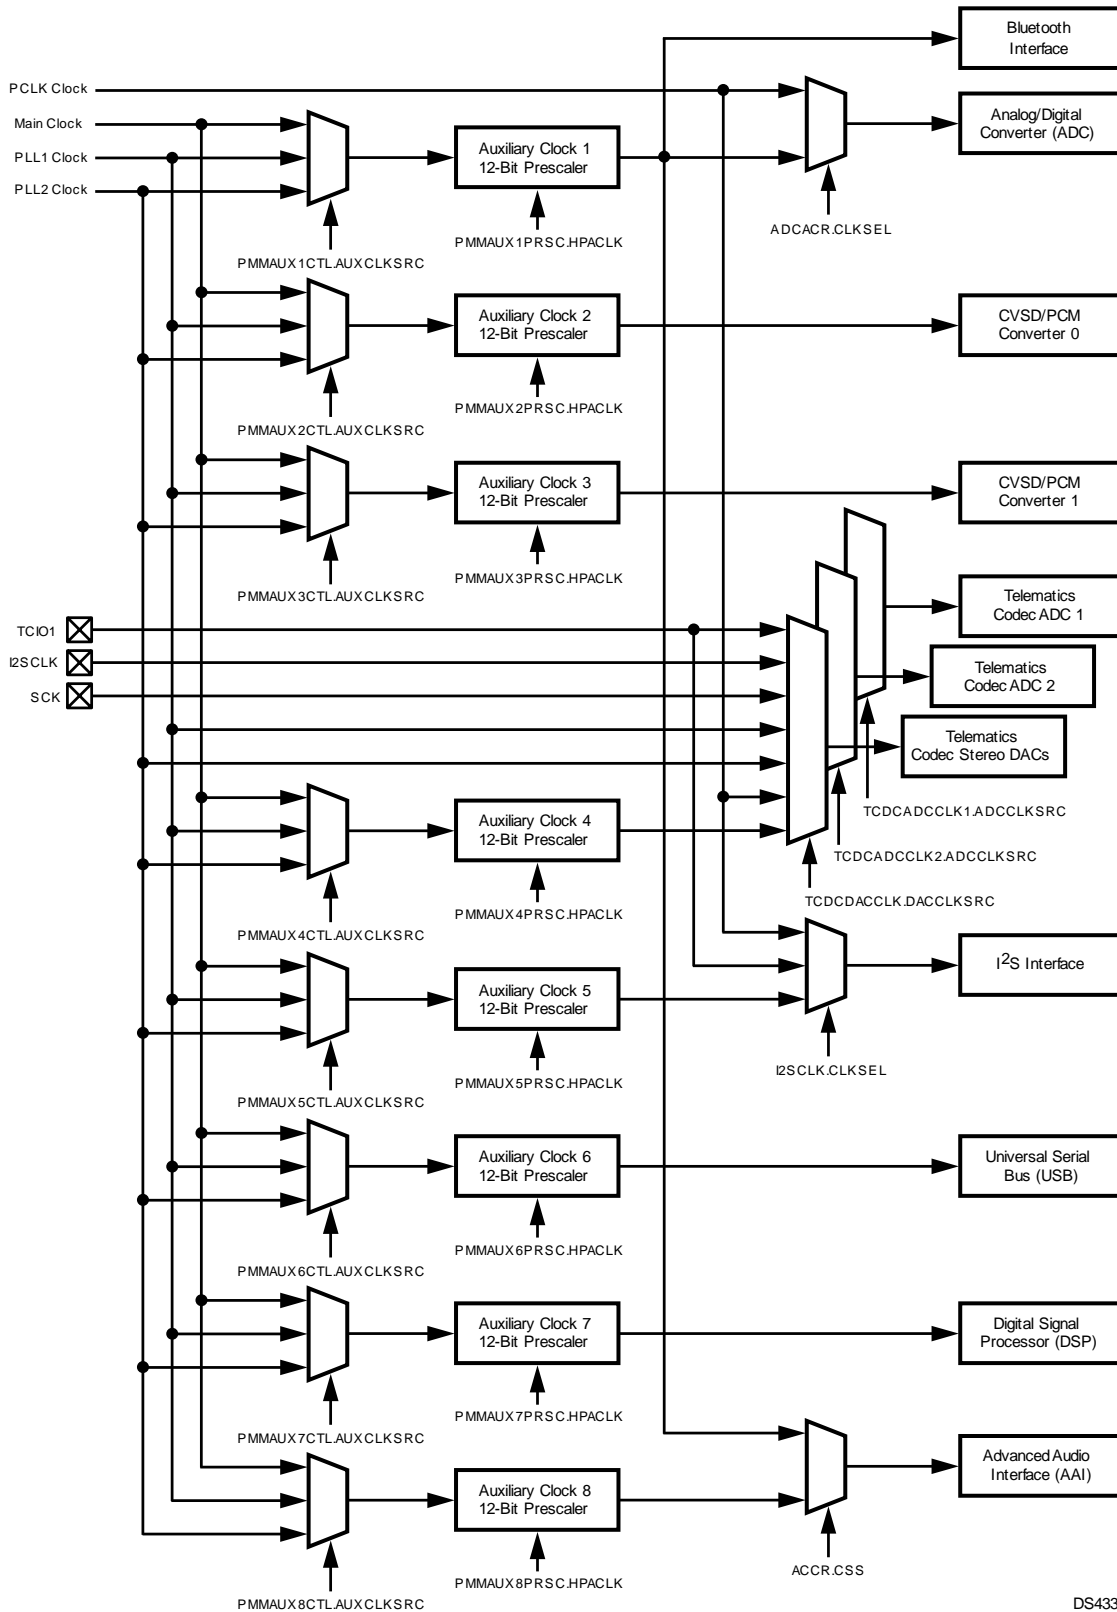 Bluetooth
Interface
PCLK Clock
Analog/Digital
Converter (ADC)
Main Clock
PLL1 Clock
PLL2 Clock
Auxiliary Clock 1
12-Bit Prescaler
ADCACR.CLKSEL
PMMAUX1PRSC.HPACLK
PMMAUX1CTL.AUXCLKSRC
Auxiliary Clock 2
12-Bit Prescaler
CVSD/PCM
Converter 0
PMMAUX2PRSC.HPACLK
PMMAUX2CTL.AUXCLKSRC
Auxiliary Clock 3
12-Bit Prescaler
CVSD/PCM
Converter 1
PMMAUX3PRSC.HPACLK
PMMAUX3CTL.AUXCLKSRC
Telematics
Codec ADC 1
TCIO1
I2SCLK
SCK
Telematics
Codec ADC 2
Telematics
Codec Stereo DACs
TCDCADCCLK1.ADCCLKSRC
Auxiliary Clock 4
12-Bit Prescaler
TCDCADCCLK2.ADCCLKSRC
TCDCDACCLK.DACCLKSRC
PMMAUX4PRSC.HPACLK
PMMAUX4CTL.AUXCLKSRC
I2S Interface
Auxiliary Clock 5
12-Bit Prescaler
I2SCLK.CLKSEL
PMMAUX5PRSC.HPACLK
PMMAUX5CTL.AUXCLKSRC
Auxiliary Clock 6
12-Bit Prescaler
Universal Serial
Bus (USB)
PMMAUX6PRSC.HPACLK
PMMAUX6CTL.AUXCLKSRC
Auxiliary Clock 7
12-Bit Prescaler
Digital Signal
Processor (DSP)
PMMAUX7PRSC.HPACLK
PMMAUX7CTL.AUXCLKSRC
Auxiliary Clock 8
12-Bit Prescaler
Advanced Audio
Interface (AAI)
ACCR.CSS
PMMAUX8PRSC.HPACLK
PMMAUX8CTL.AUXCLKSRC
DS433